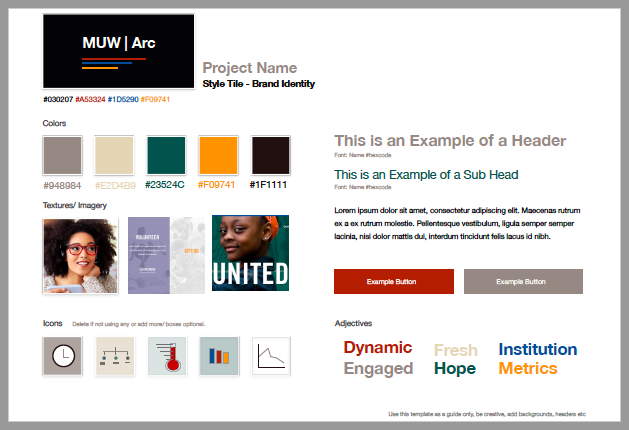 MUW | Arc
Project Name
Style Tile - Brand Identity
#030207 #A53324 #1D5290 #F09741
Colors
#948984 #E2D4B9 #23524C #F09741 #1F1111
Textures/ Imagery
VOLUNTEER
UNITED
This is an Example of a Header
Font: Name #hexcode
This is an Example of a Sub Head
Font: Name #hexcode
Lorem ipsum dolor sit amet, consectetur adipiscing elit. Maecenas rutrum
ex a ex rutrum molestie. Pellentesque vestibulum, ligula semper semper
lacinia, nisi dolor mattis dui, interdum tincidunt felis lacus id nibh.
Example Button
Example Button
Icons Delete if not using any or add more/ boxes optional.
Adjectives
Dynamic Fresh Institution
Engaged Hope Metrics
Use this template as a guide only, be creative, add backgrounds, headers etc